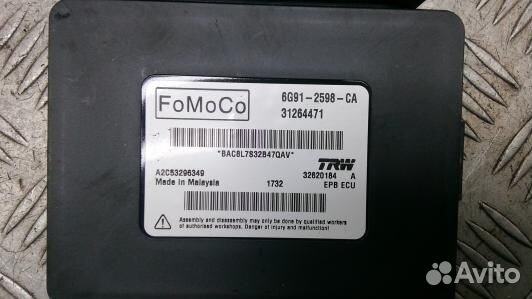 FoMoCo
6G91-2598-CA
31264471
*BAC8L7S32B47QAV*
TRW
A2C53296349
32620184 A
Made in Malaysia 1732 EPB ECU
Assembly and disassembly may only be done by qualified workers
of authorised workshops. Danger of injury and malfunction!
Avito